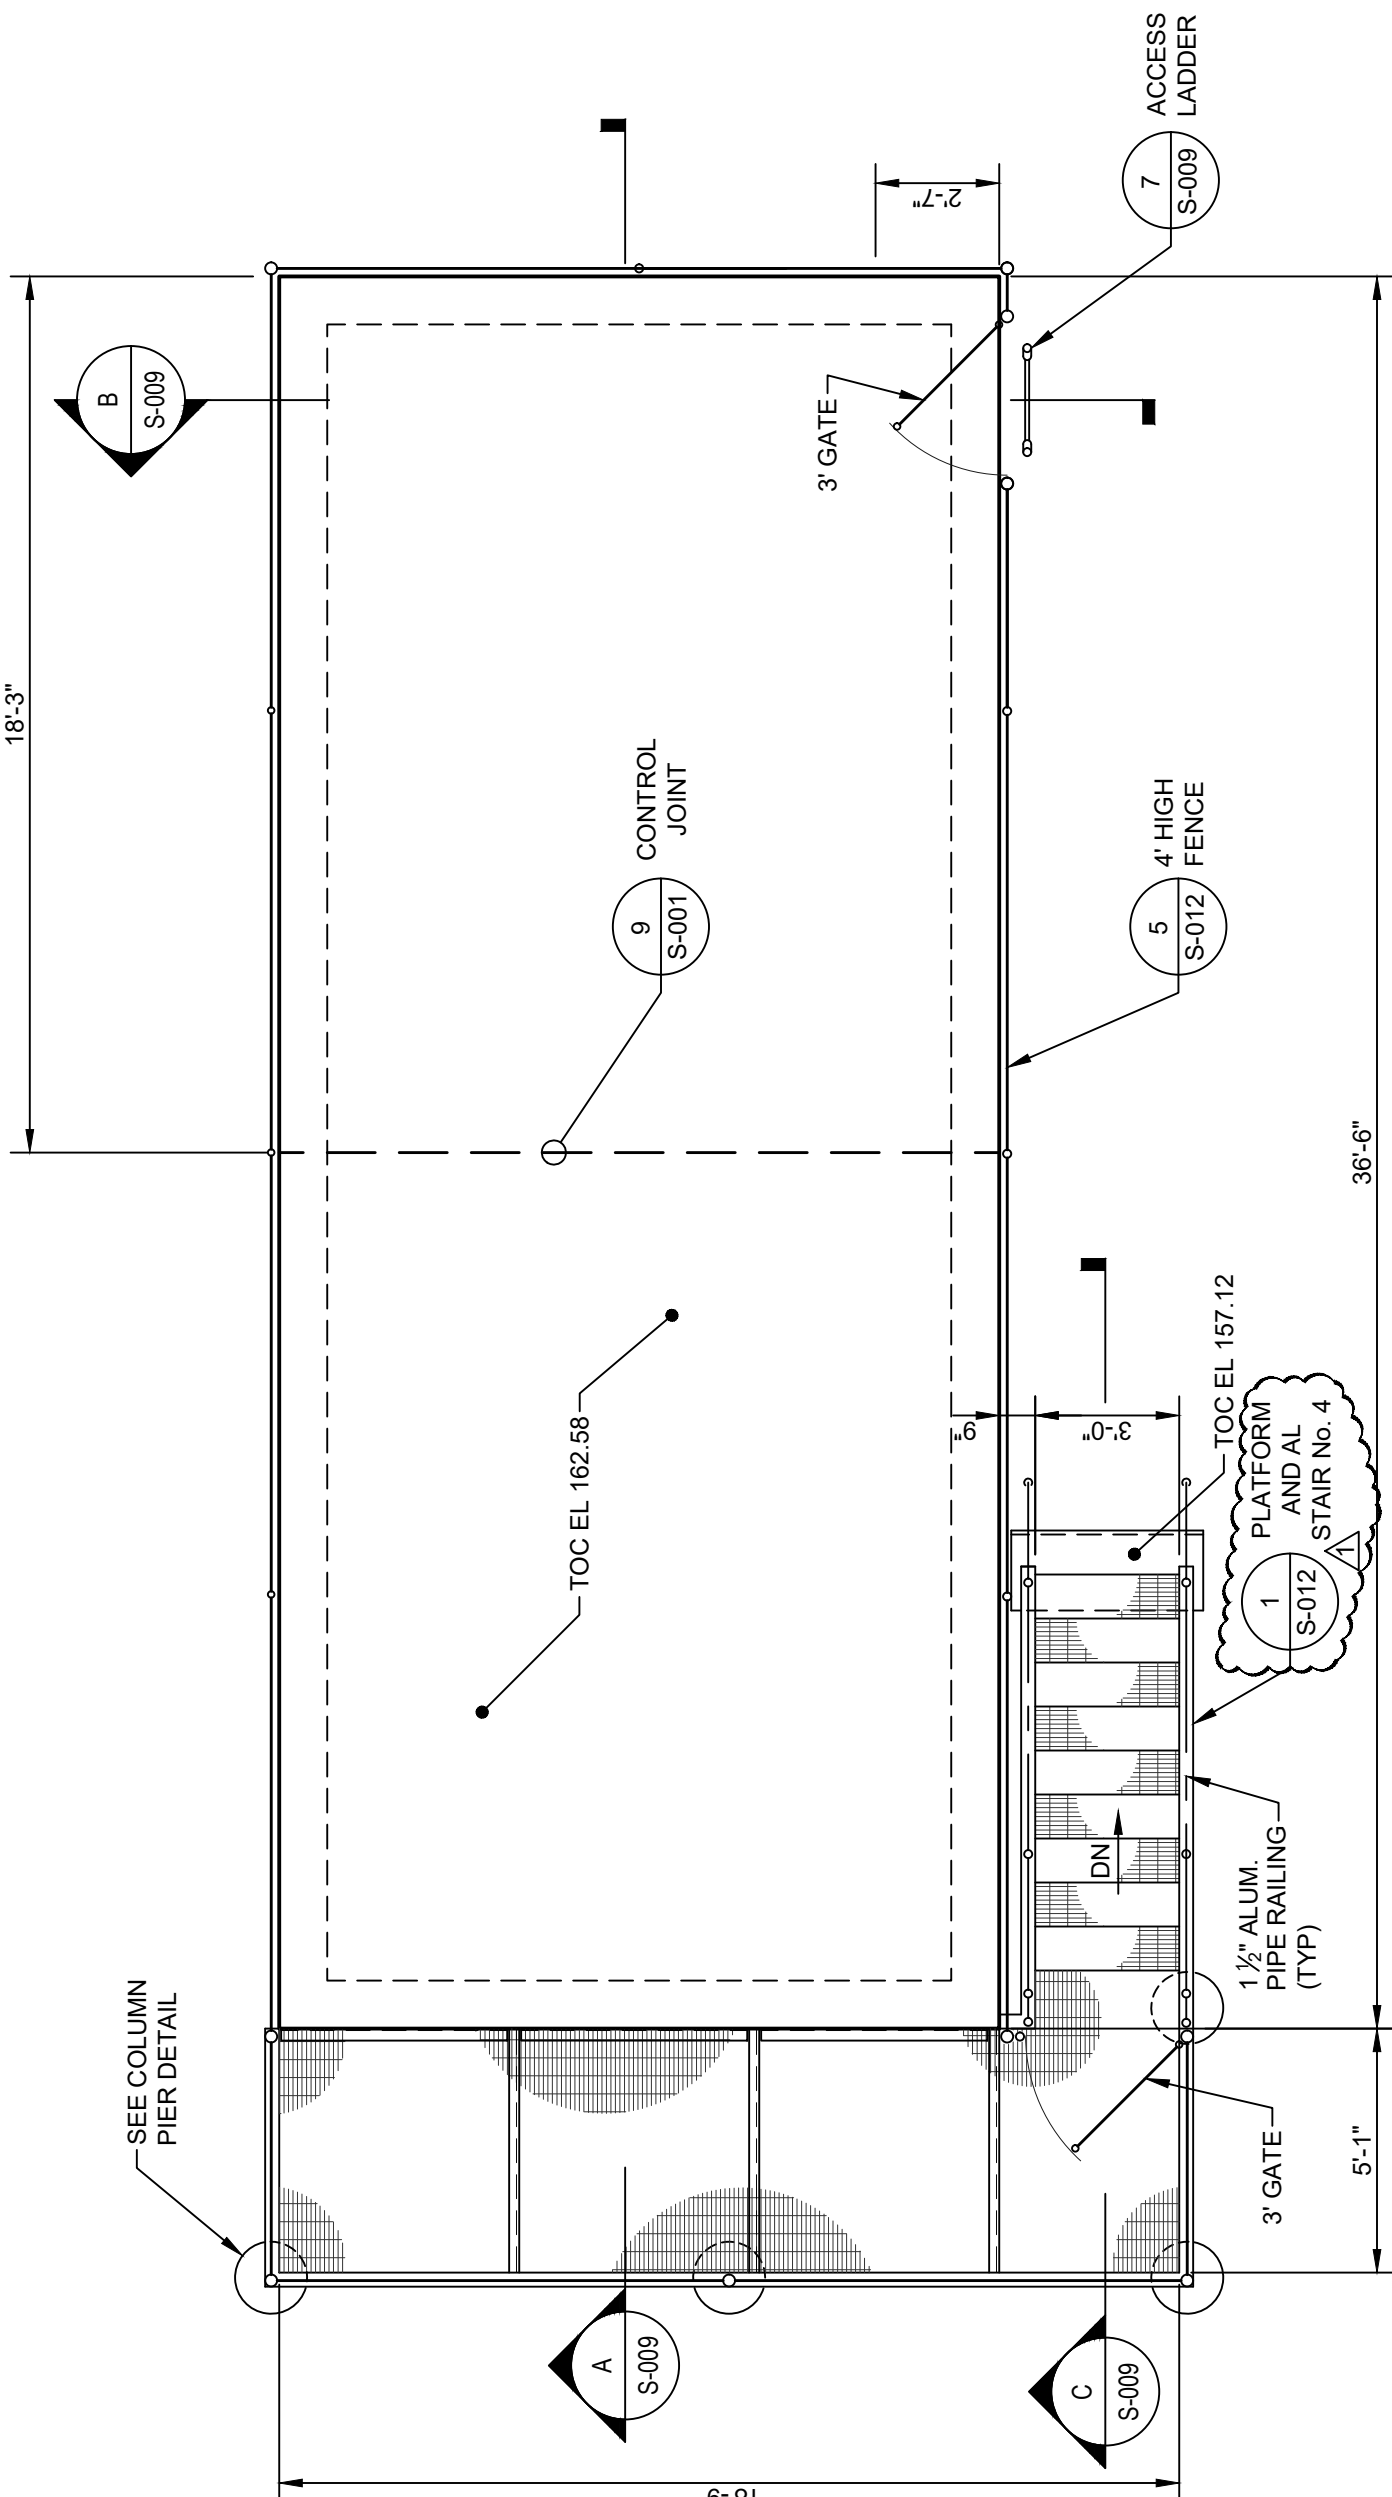 SEE COLUMN
PIER DETAIL
18'-3"
B
S-009
A
S-009
C
S-009
TOC EL 162.58
9
S-001
CONTROL
JOINT
3' GATE
2'-7"
7
S-009
ACCESS
LADDER
5
S-012
4' HIGH
FENCE
9"
3'-0"
TOC EL 157.12
PLATFORM
AND AL
STAIR No. 4
1
S-012
1
DN
1 ½" ALUM.
PIPE RAILING
(TYP)
3' GATE
5'-1"
36'-6"